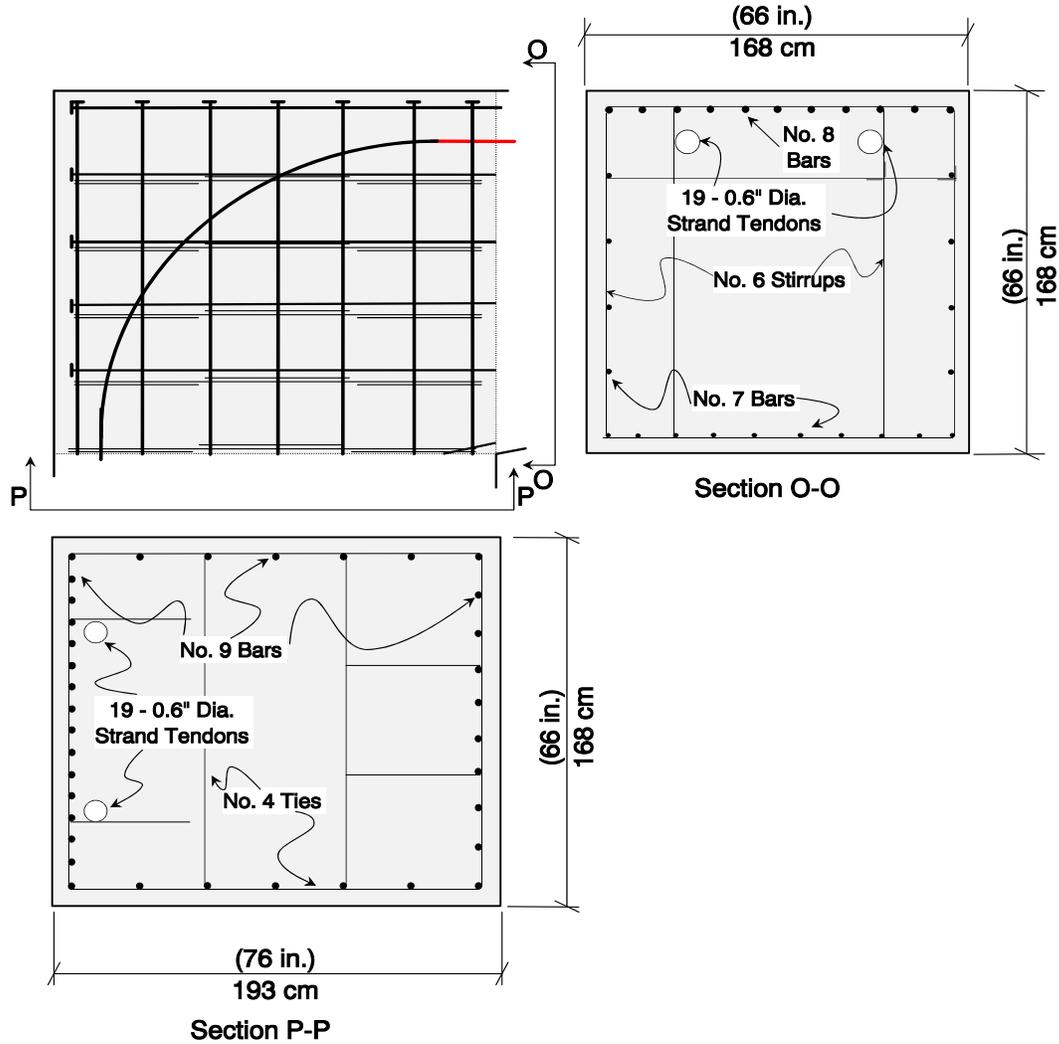 (66 in.)
168 cm
O
No. 8
Bars
19 - 0.6" Dia.
Strand Tendons
(66 in.)
168 cm
No. 6 Stirrups
No. 7 Bars
P
P
O
Section O-O
No. 9 Bars
19 - 0.6" Dia.
Strand Tendons
(66 in.)
168 cm
No. 4 Ties
(76 in.)
193 cm
Section P-P